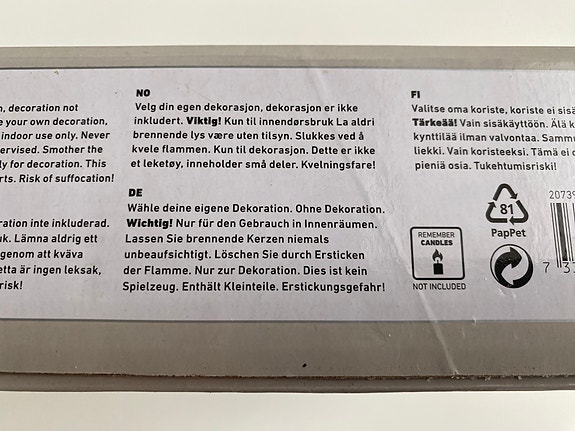 n, decoration not
e your own decoration,
indoor use only. Never
ervised. Smother the
ly for decoration. This
rts. Risk of suffocation!
ration inte inkluderad.
uk. Lämna aldrig ett
genom att kväva
etta är ingen leksak,
risk!
NO
Velg din egen dekorasjon, dekorasjon er ikke
inkludert. Viktig! Kun til innendørsbruk La aldri
brennende lys være uten tilsyn. Slukkes ved å
kvele flammen. Kun til dekorasjon. Dette er ikke
et leketøy, inneholder små deler. Kvelningsfare!
DE
Wähle deine eigene Dekoration. Ohne Dekoration.
Wichtig! Nur für den Gebrauch in Innenräumen.
Lassen Sie brennende Kerzen niemals
unbeaufsichtigt. Löschen Sie durch Ersticken
der Flamme. Nur zur Dekoration. Dies ist kein
Spielzeug. Enthält Kleinteile. Erstickungsgefahr!
FI
Valitse oma koriste, koriste ei sisä
Tärkeää! Vain sisäkäyttöön. Älä k
kynttilää ilman valvontaa. Sammu
liekki. Vain koristeeksi. Tämä ei o
pieniä osia. Tukehtumisriski!
REMEMBER
CANDLES
NOT INCLUDED
81
PapPet
20739
7 3